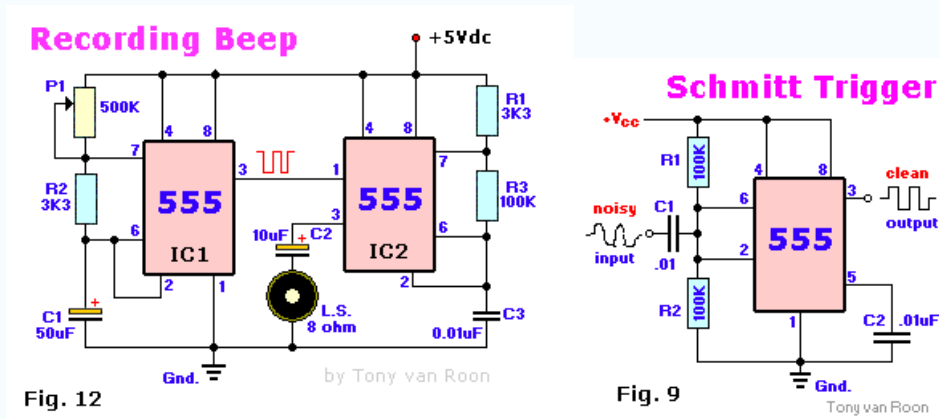 Recording Beep
+5Vdc
P1
500K
4 8
4 8
R1
3K3
7
3
1
7
R2
3K3
555
555
R3
100K
3
6
10uF + C2
6
IC1
IC2
2
1
2
C1
50uF
+
L.S.
8 ohm
C3
0.01uF
Gnd.
by Tony van Roon
Fig. 12
Schmitt Trigger
+Vcc
R1
100K
4
8
clean
3
output
noisy
C1
6
555
input
.01
2
R2
100K
5
1
C2 .01uF
Gnd.
Fig. 9
Tony van Roon